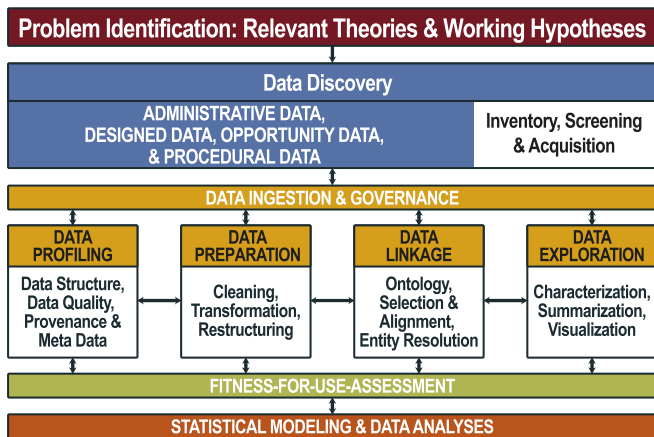 Problem Identification: Relevant Theories & Working Hypotheses
Data Discovery
ADMINISTRATIVE DATA,
DESIGNED DATA, OPPORTUNITY DATA,
& PROCEDURAL DATA
Inventory, Screening
& Acquisition
DATA INGESTION & GOVERNANCE
DATA
PROFILING
Data Structure,
Data Quality,
Provenance &
Meta Data
DATA
PREPARATION
Cleaning,
Transformation,
Restructuring
DATA
LINKAGE
Ontology,
Selection &
Alignment,
Entity Resolution
DATA
EXPLORATION
Characterization,
Summarization,
Visualization
FITNESS-FOR-USE-ASSESSMENT
STATISTICAL MODELING & DATA ANALYSES